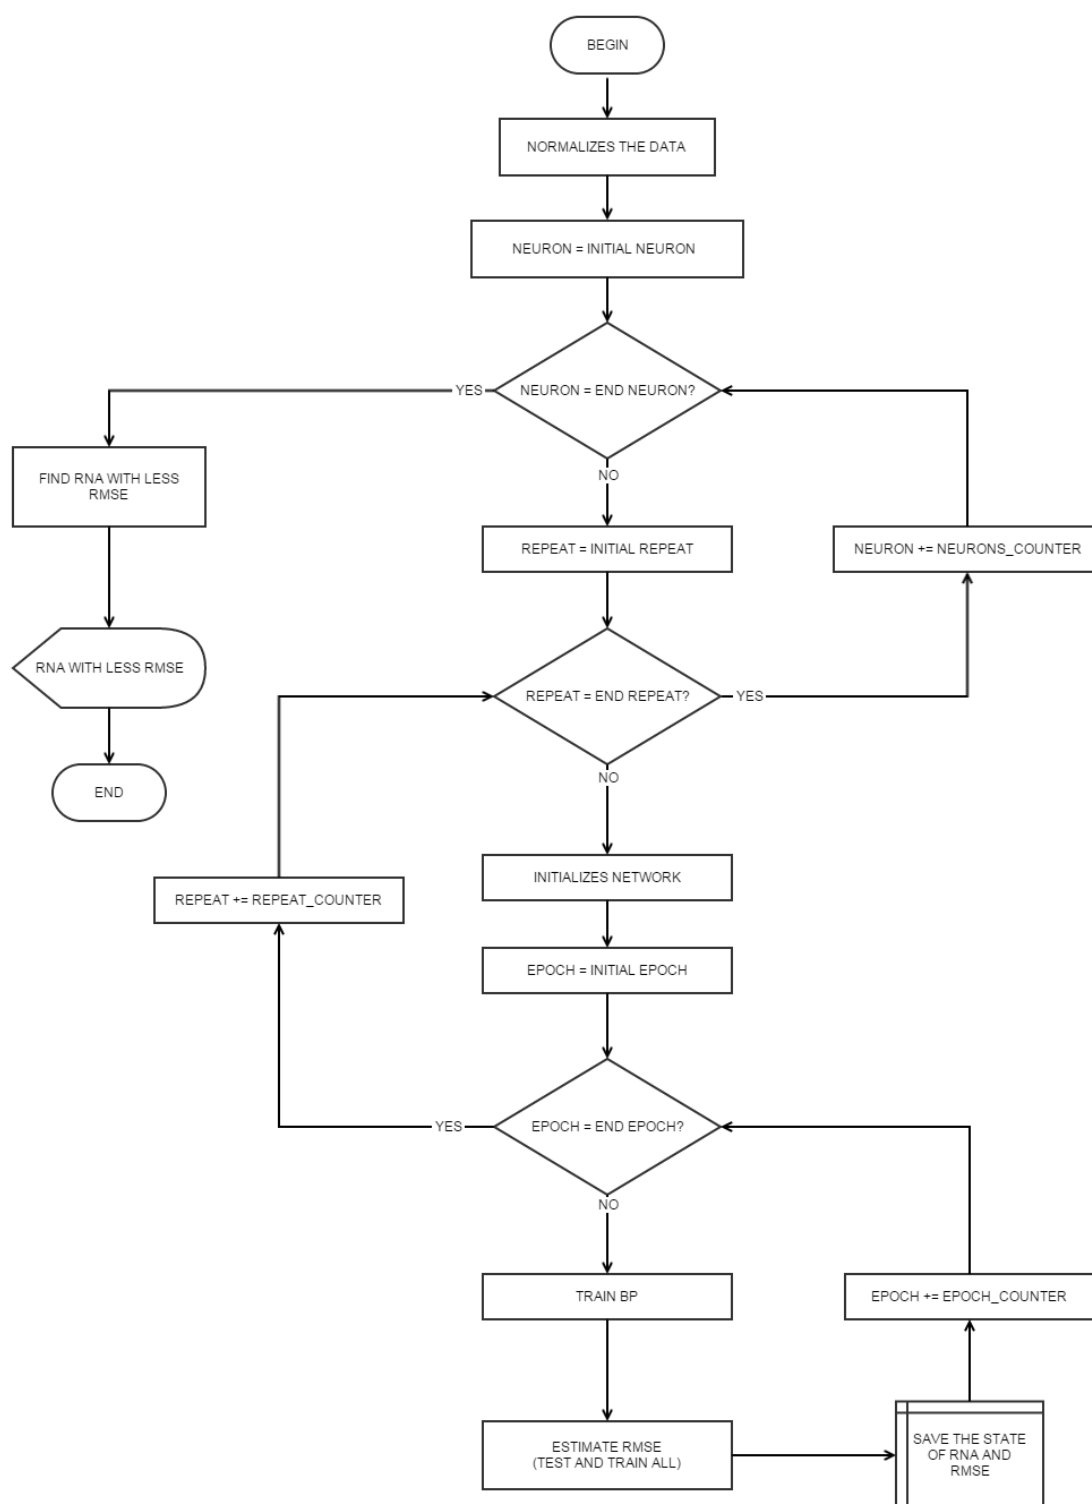 BEGIN
NORMALIZES THE DATA
NEURON = INITIAL NEURON
YES
NEURON = END NEURON?
NO
FIND RNA WITH LESS
RMSE
REPEAT = INITIAL REPEAT
NEURON += NEURONS_COUNTER
RNA WITH LESS RMSE
REPEAT = END REPEAT?
YES
NO
END
INITIALIZES NETWORK
REPEAT += REPEAT_COUNTER
EPOCH = INITIAL EPOCH
YES
EPOCH = END EPOCH?
NO
TRAIN BP
EPOCH += EPOCH_COUNTER
ESTIMATE RMSE
(TEST AND TRAIN ALL)
SAVE THE STATE
OF RNA AND
RMSE